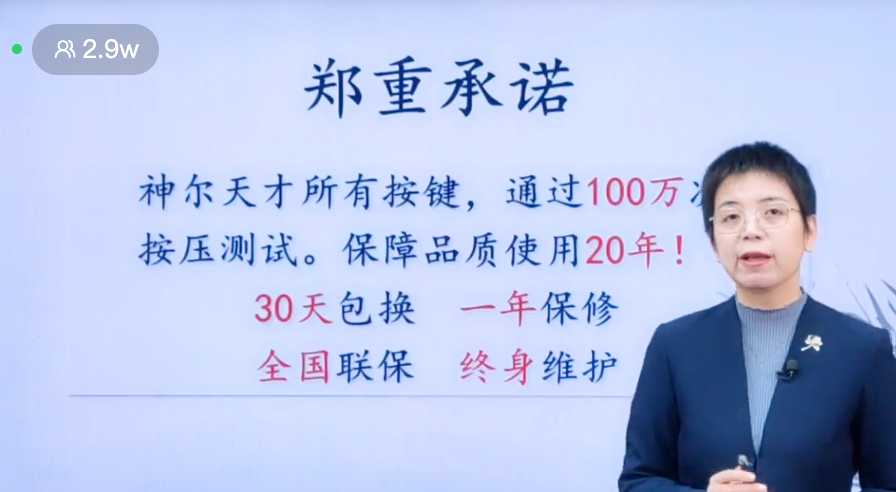 2.9w
郑重承诺
神尔天才所有按键，通过100万
按压测试。保障品质使用20年！
30天包换 一年保修
全国联保 终身维护